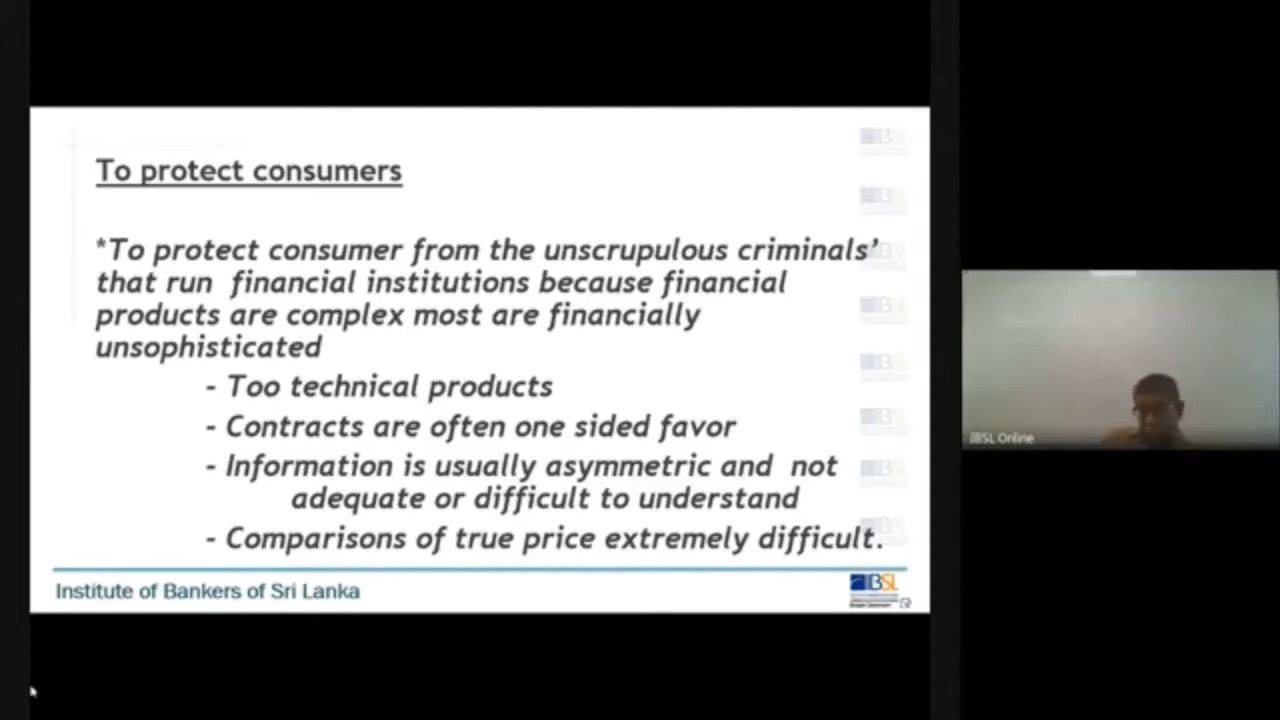 To protect consumers
*To protect consumer from the unscrupulous criminals’
that run financial institutions because financial
products are complex most are financially
unsophisticated
- Too technical products
- Contracts are often one sided favor
- Information is usually asymmetric and not
adequate or difficult to understand
- Comparisons of true price extremely difficult.
Institute of Bankers of Sri Lanka
IBSL
IBSL Online